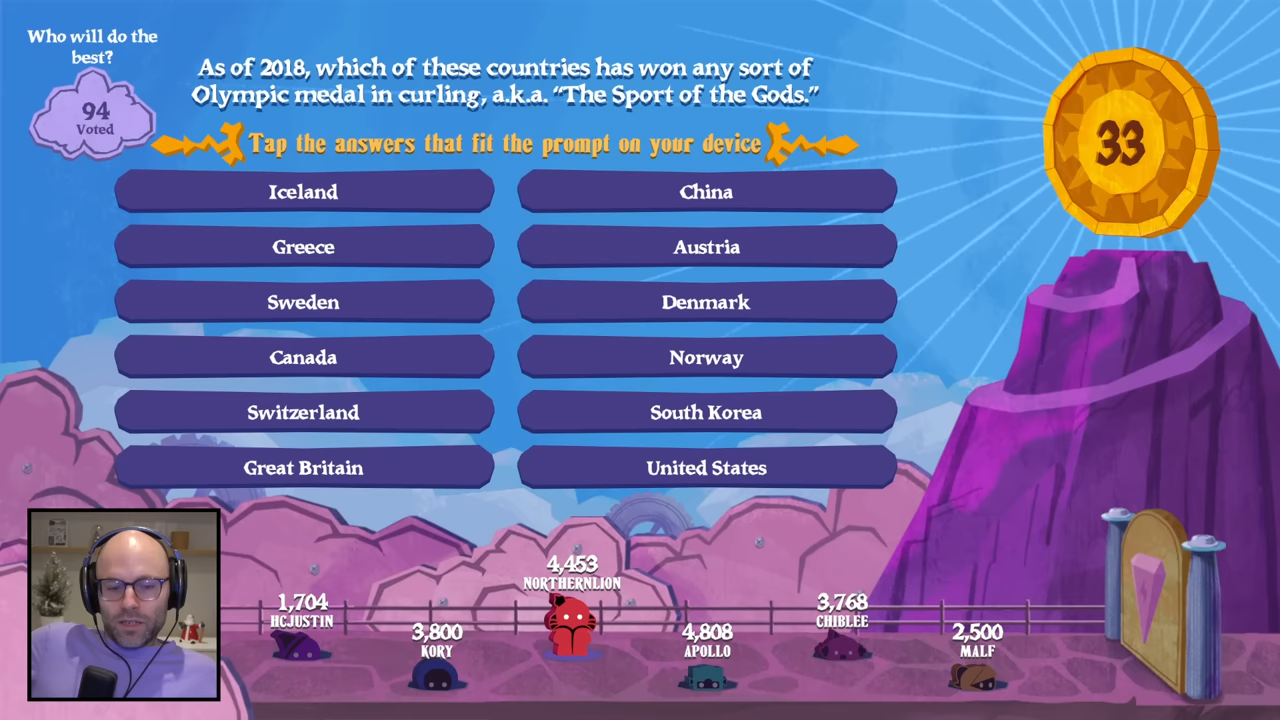 Who will do the
best?
94
Voted
As of 2018, which of these countries has won any sort of
Olympic medal in curling, a.k.a. “The Sport of the Gods.”
Tap the answers that fit the prompt on your device
33
Iceland
China
Greece
Austria
Sweden
Denmark
Canada
Norway
Switzerland
South Korea
Great Britain
United States
4,453
NORTHERNLION
1,704
HCJUSTIN
3,768
CHIBLEE
3,800
KORY
4,808
APOLLO
2,500
MALF